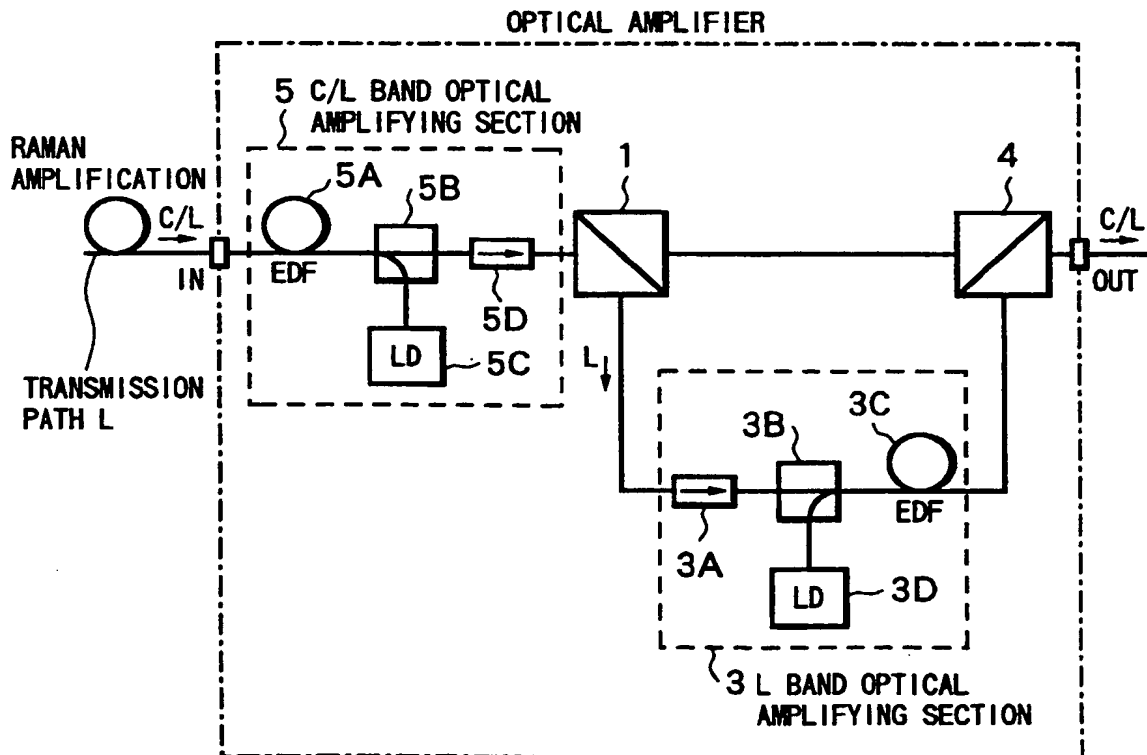 OPTICAL AMPLIFIER
5 C/L BAND OPTICAL
AMPLIFYING SECTION
RAMAN
AMPLIFICATION
C/L
IN
5A
EDF
5B
5D
LD
5C
1
4
C/L
OUT
TRANSMISSION
PATH L
L
3A
3B
3C
EDF
LD
3D
3 L BAND OPTICAL
AMPLIFYING SECTION